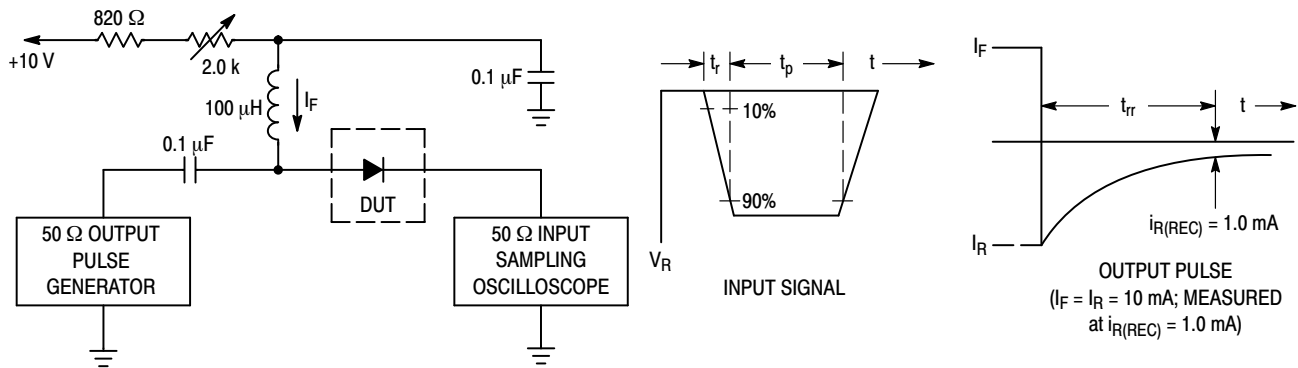 820 Ω
+10 V
2.0 k
100 μH
I_F
0.1 μF
0.1 μF
DUT
50 Ω OUTPUT
PULSE
GENERATOR
50 Ω INPUT
SAMPLING
OSCILLOSCOPE
t_r
t_p
t
10%
90%
V_R
INPUT SIGNAL
I_F
t_rr
t
I_R
i_R(REC) = 1.0 mA
OUTPUT PULSE
(I_F = I_R = 10 mA; MEASURED
at i_R(REC) = 1.0 mA)